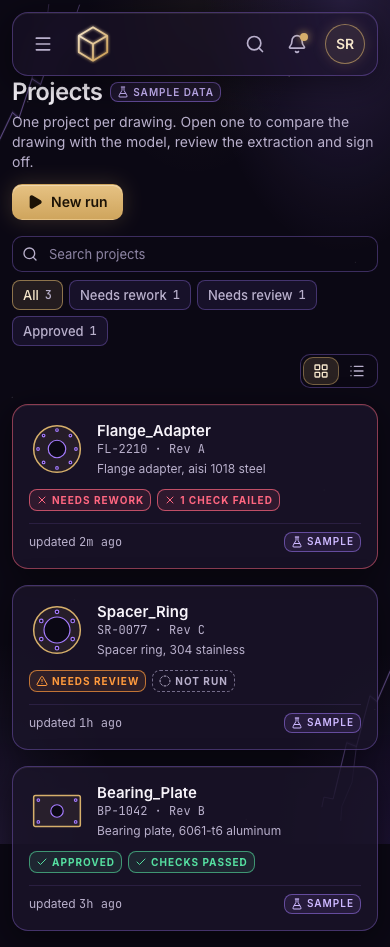 SR
Projects SAMPLE DATA
One project per drawing. Open one to compare the
drawing with the model, review the extraction and sign
off.
New run
Search projects
All 3 Needs rework 1 Needs review 1
Approved 1
Flange_Adapter
FL-2210 · Rev A
Flange adapter, aisi 1018 steel
NEEDS REWORK 1 CHECK FAILED
updated 2m ago SAMPLE
Spacer_Ring
SR-0077 · Rev C
Spacer ring, 304 stainless
NEEDS REVIEW NOT RUN
updated 1h ago SAMPLE
Bearing_Plate
BP-1042 · Rev B
Bearing plate, 6061-t6 aluminum
APPROVED CHECKS PASSED
updated 3h ago SAMPLE